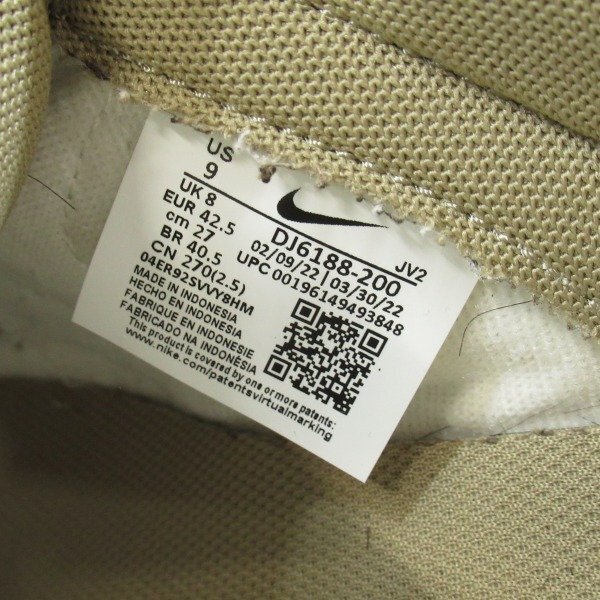 US
9
UK 8
EUR 42.5
cm 27
BR 40.5
CN 270(2.5)
04ER92SVVY8HM
DJ6188-200 JV2
02/09/22 | 03/30/22
UPC 00196149493848
MADE IN INDONESIA
HECHO EN INDONESIA
FABRIQUE EN INDONESIE
FABRICADO NA INDONÉSIA
This product is covered by one or more patents:
www.nike.com/patentsvirtualmarking